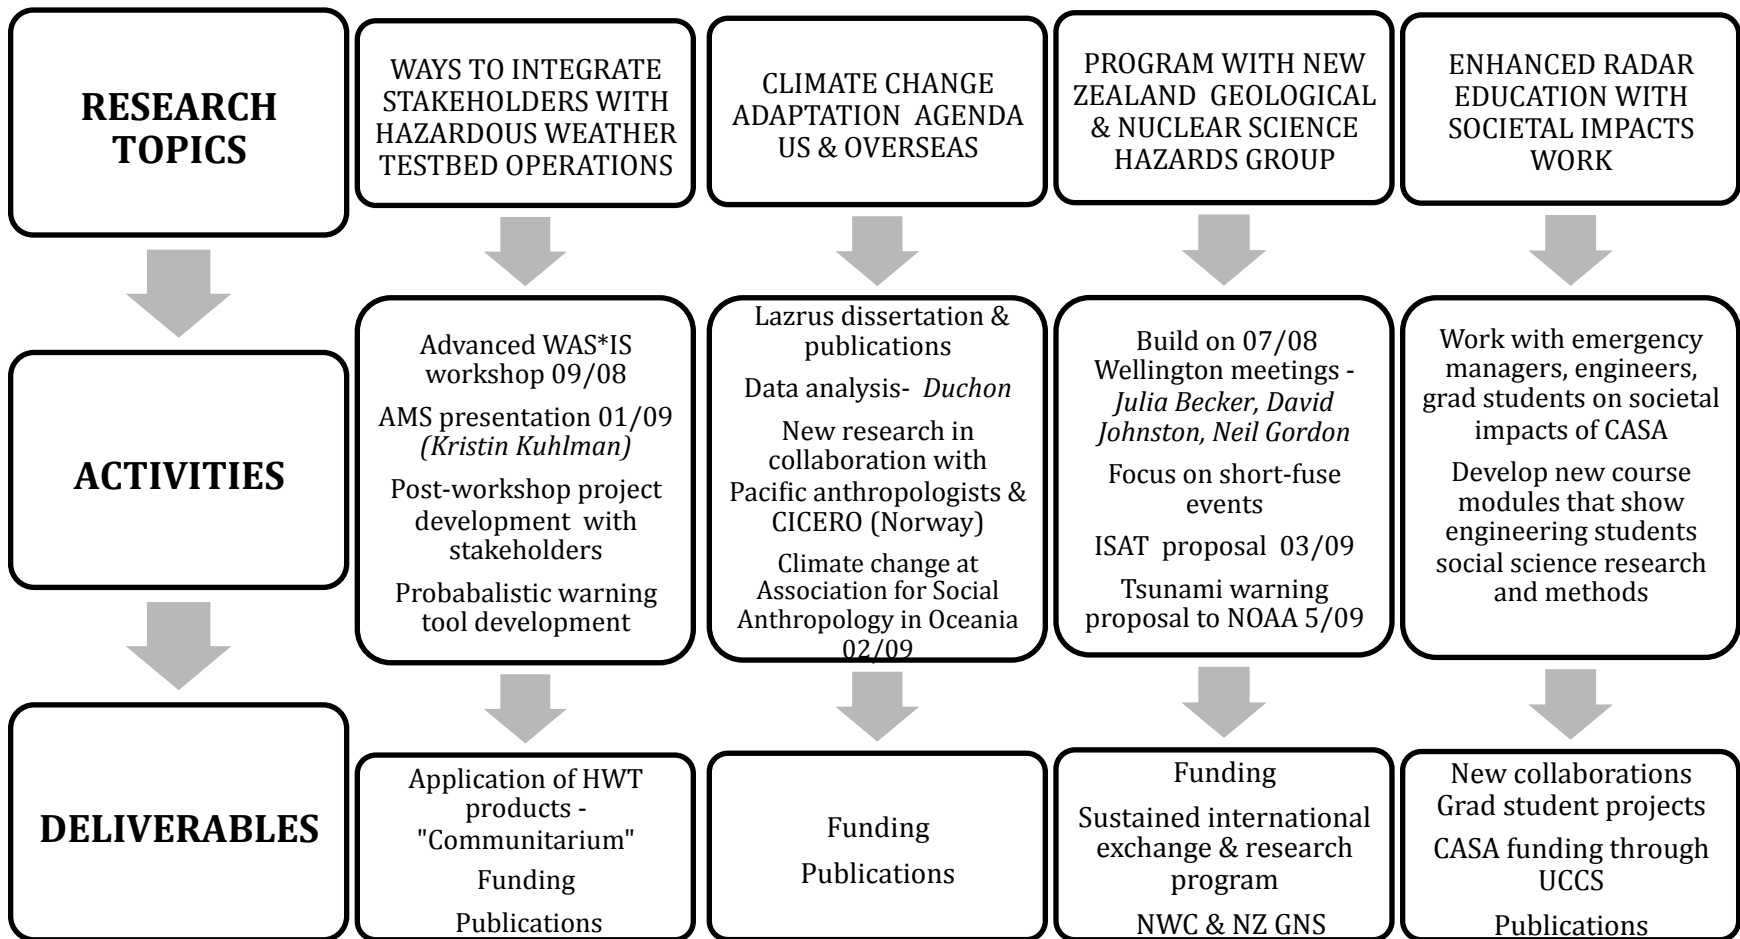 RESEARCH
TOPICS
WAYS TO INTEGRATE
STAKEHOLDERS WITH
HAZARDOUS WEATHER
TESTBED OPERATIONS
CLIMATE CHANGE
ADAPTATION AGENDA
US & OVERSEAS
PROGRAM WITH NEW
ZEALAND GEOLOGICAL
& NUCLEAR SCIENCE
HAZARDS GROUP
ENHANCED RADAR
EDUCATION WITH
SOCIETAL IMPACTS
WORK
ACTIVITIES
Advanced WAS*IS
workshop 09/08
AMS presentation 01/09
(Kristin Kuhlman)
Post-workshop project
development with
stakeholders
Probabalistic warning
tool development
Lazrus dissertation &
publications
Data analysis- Duchon
New research in
collaboration with
Pacific anthropologists &
CICERO (Norway)
Climate change at
Association for Social
Anthropology in Oceania
02/09
Build on 07/08
Wellington meetings -
Julia Becker, David
Johnston, Neil Gordon
Focus on short-fuse
events
ISAT proposal 03/09
Tsunami warning
proposal to NOAA 5/09
Work with emergency
managers, engineers,
grad students on societal
impacts of CASA
Develop new course
modules that show
engineering students
social science research
and methods
DELIVERABLES
Application of HWT
products -
"Communitarium"
Funding
Publications
Funding
Publications
Funding
Sustained international
exchange & research
program
NWC & NZ GNS
New collaborations
Grad student projects
CASA funding through
UCCS
Publications